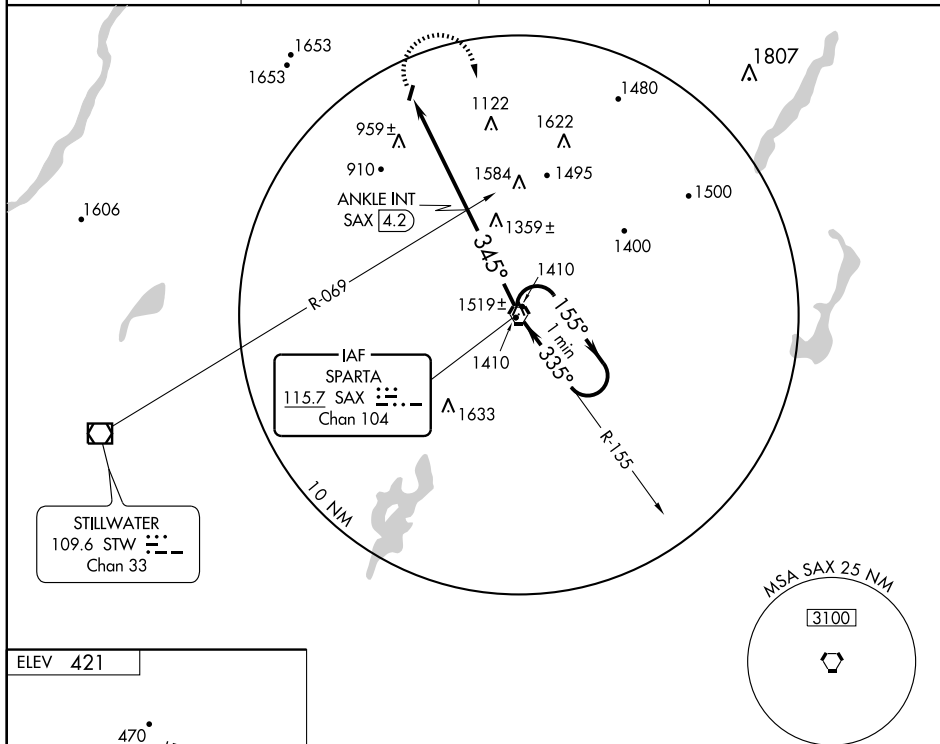 1653
1653
1807
1480
1122
1622
959±
910
1584
1495
ANKLE INT
SAX 4.2
1500
1606
1359±
1400
345°
1410
R-069
1519±
155°
1 min
335°
1410
IAF
SPARTA
115.7 SAX
Chan 104
1633
R-155
10 NM
STILLWATER
109.6 STW
Chan 33
MSA SAX 25 NM
3100
ELEV 421
470